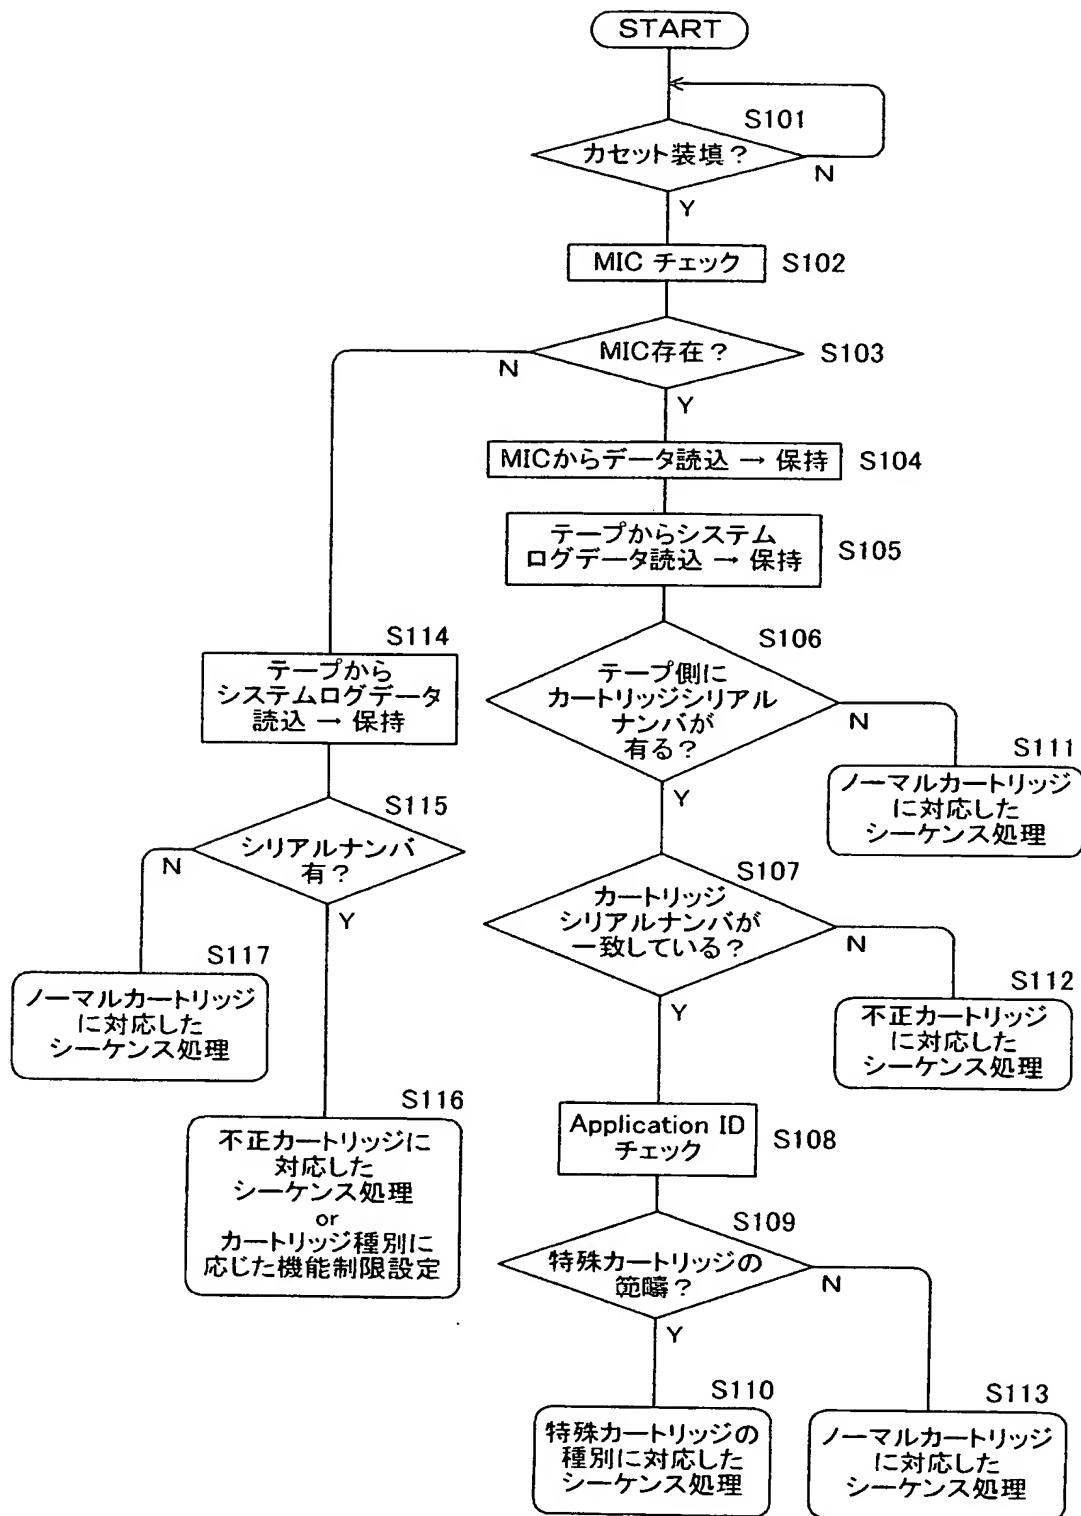 START
S101
カセット装填？
N
Y
MIC チェック
S102
MIC存在？
S103
N
Y
MICからデータ読込 → 保持
S104
テープからシステム
ログデータ読込 → 保持
S105
S106
テープ側に
カートリッジシリアル
ナンバが
有る？
N
Y
S111
ノーマルカートリッジ
に対応した
シーケンス処理
S107
カートリッジ
シリアルナンバが
一致している？
N
Y
S112
不正カートリッジ
に対応した
シーケンス処理
Application ID
チェック
S108
S109
特殊カートリッジの
範疇？
N
Y
S110
特殊カートリッジの
種別に対応した
シーケンス処理
S113
ノーマルカートリッジ
に対応した
シーケンス処理
S114
テープから
システムログデータ
読込 → 保持
S115
シリアルナンバ
有？
N
Y
S117
ノーマルカートリッジ
に対応した
シーケンス処理
S116
不正カートリッジに
対応した
シーケンス処理
or
カートリッジ種別に
応じた機能制限設定